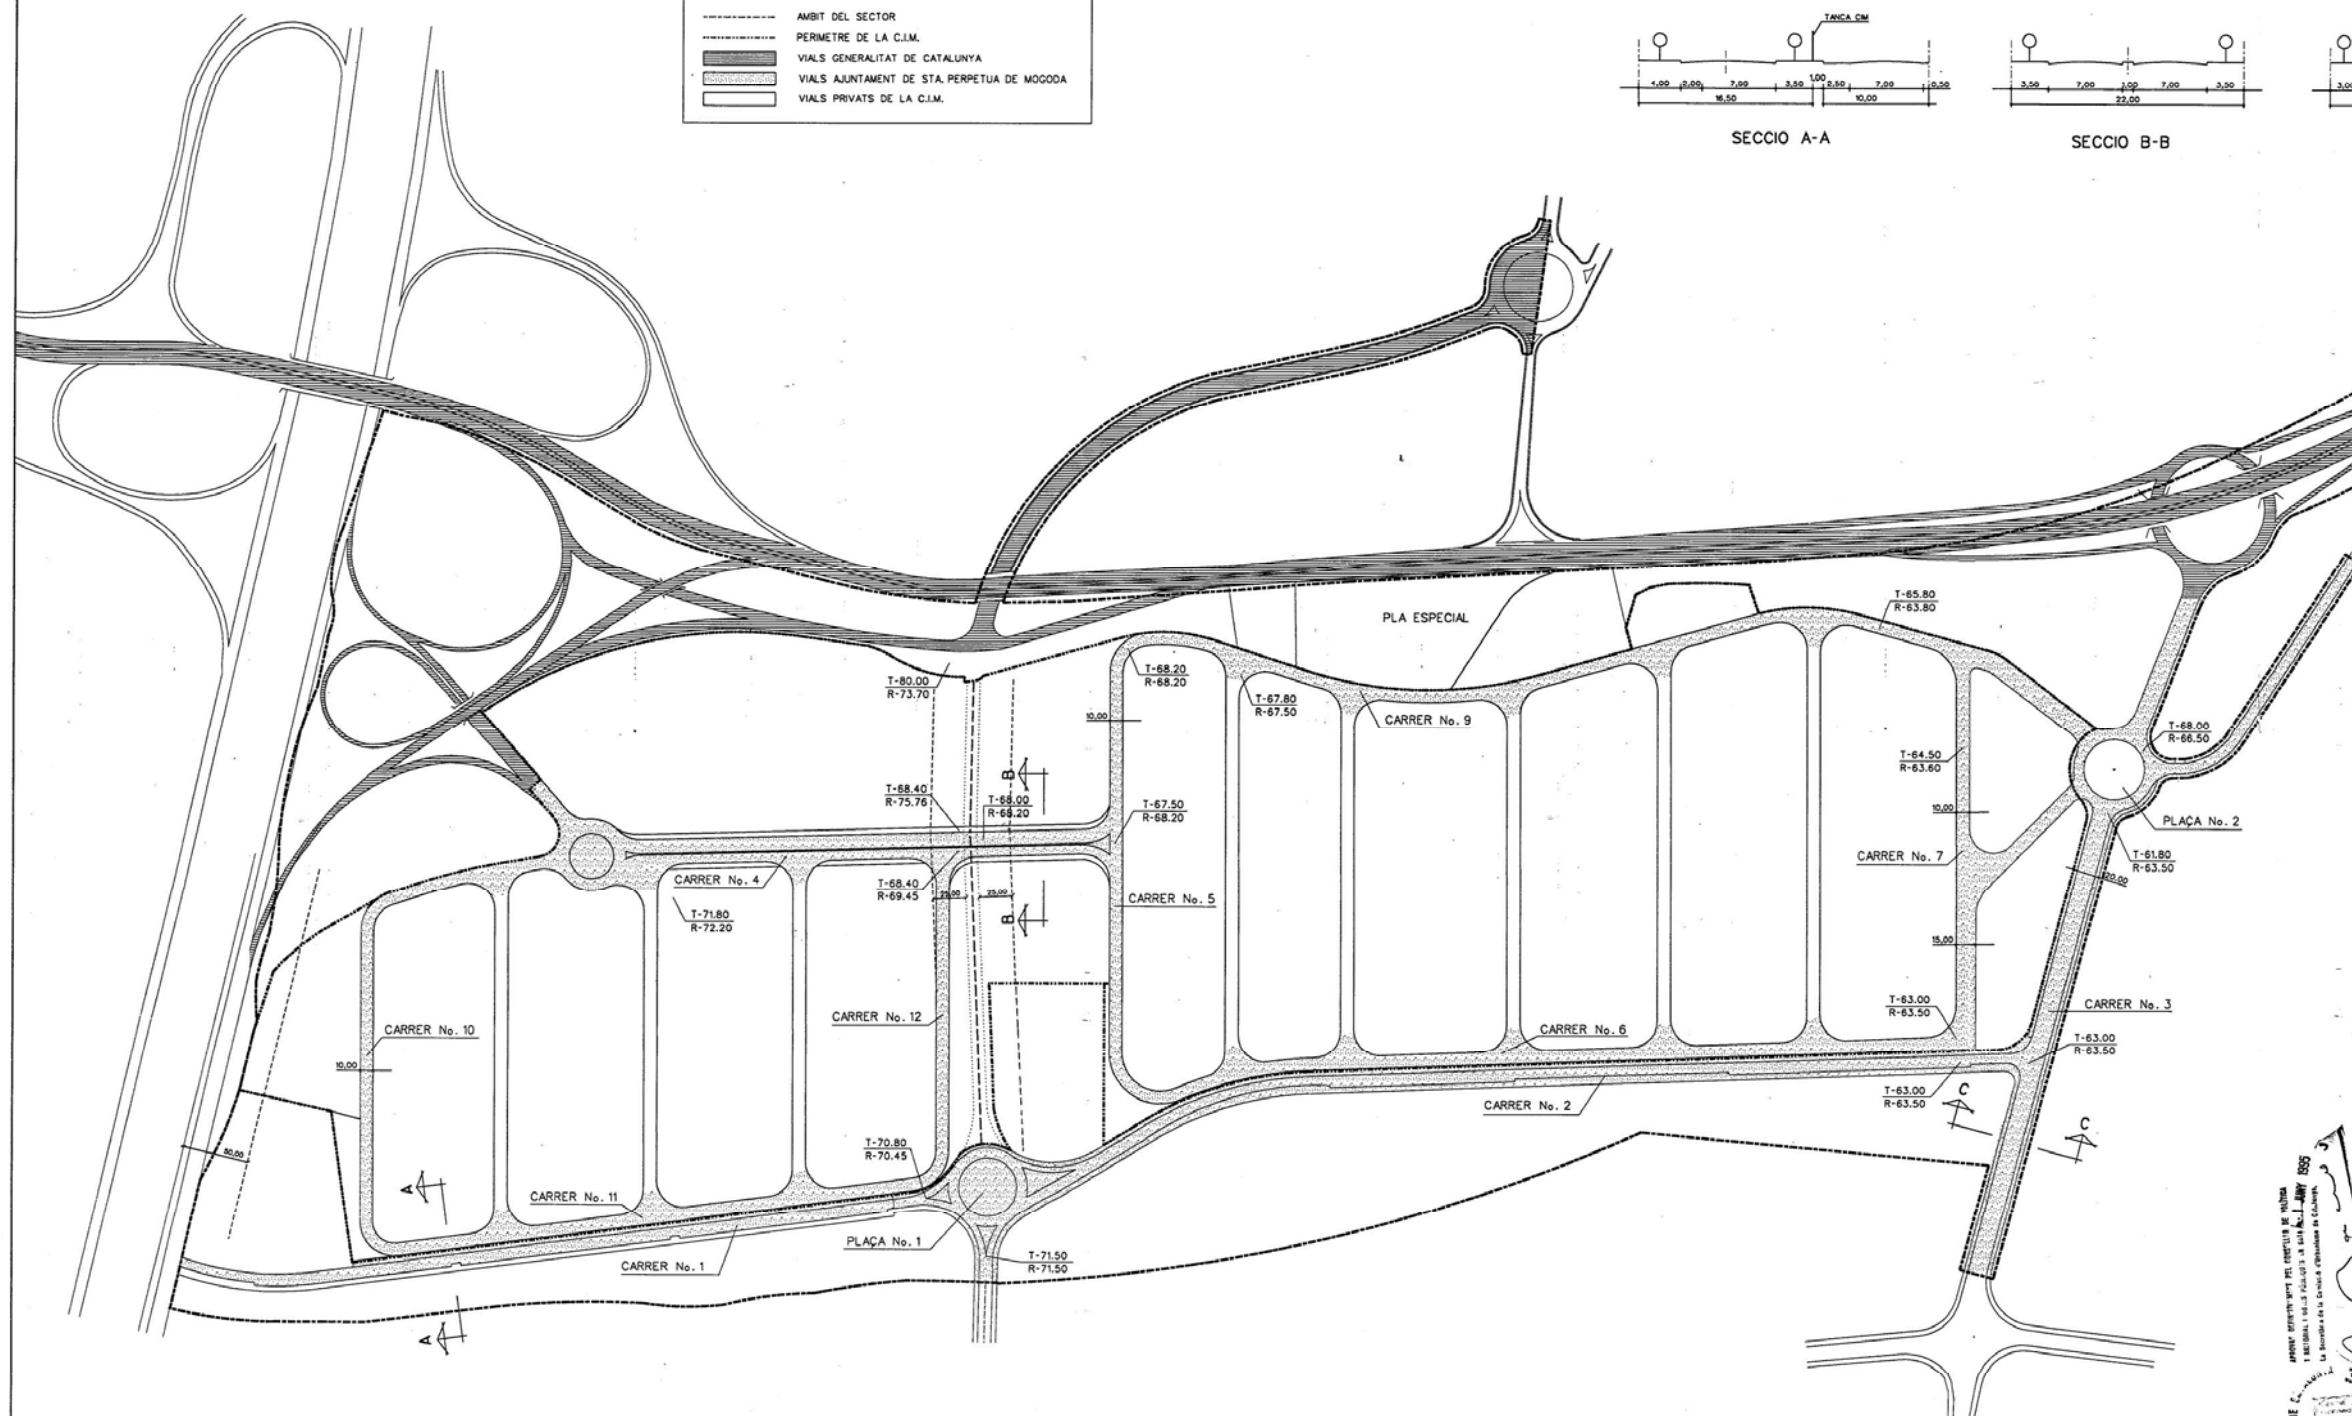 AMBIT DEL SECTOR
PERIMETRE DE LA C.I.M.
VIALS GENERALITAT DE CATALUNYA
VIALS AJUNTAMENT DE STA. PERPETUA DE MOGODA
VIALS PRIVATS DE LA C.I.M.
TANCA CIM
1,00
4,00 2,00 7,00 3,50 2,50 7,00 0,50
16,50 10,00
SECCIO A-A
3,50 7,00 1,00 7,00 3,50
22,00
SECCIO B-B
3,00
T-65.80
R-63.80
PLA ESPECIAL
T-80.00
R-73.70
T-68.20
R-68.20
T-67.80
R-67.50
10,00
CARRER No. 9
T-68.00
R-66.50
T-64.50
R-63.60
B
T-68.40
R-75.76
T-68.00
R-68.20
T-67.50
R-68.20
10,00
PLAÇA No. 2
CARRER No. 7
T-61.80
R-63.50
20,00
CARRER No. 4
T-68.40
R-69.45
25,00 25,00
CARRER No. 5
T-71.80
R-72.20
B
15,00
CARRER No. 10
CARRER No. 12
CARRER No. 6
T-63.00
R-63.50
CARRER No. 3
T-63.00
R-63.50
10,00
T-63.00
R-63.50
CARRER No. 2
C
C
50,00
T-70.80
R-70.45
A
CARRER No. 11
PLAÇA No. 1
T-71.50
R-71.50
CARRER No. 1
A
1995